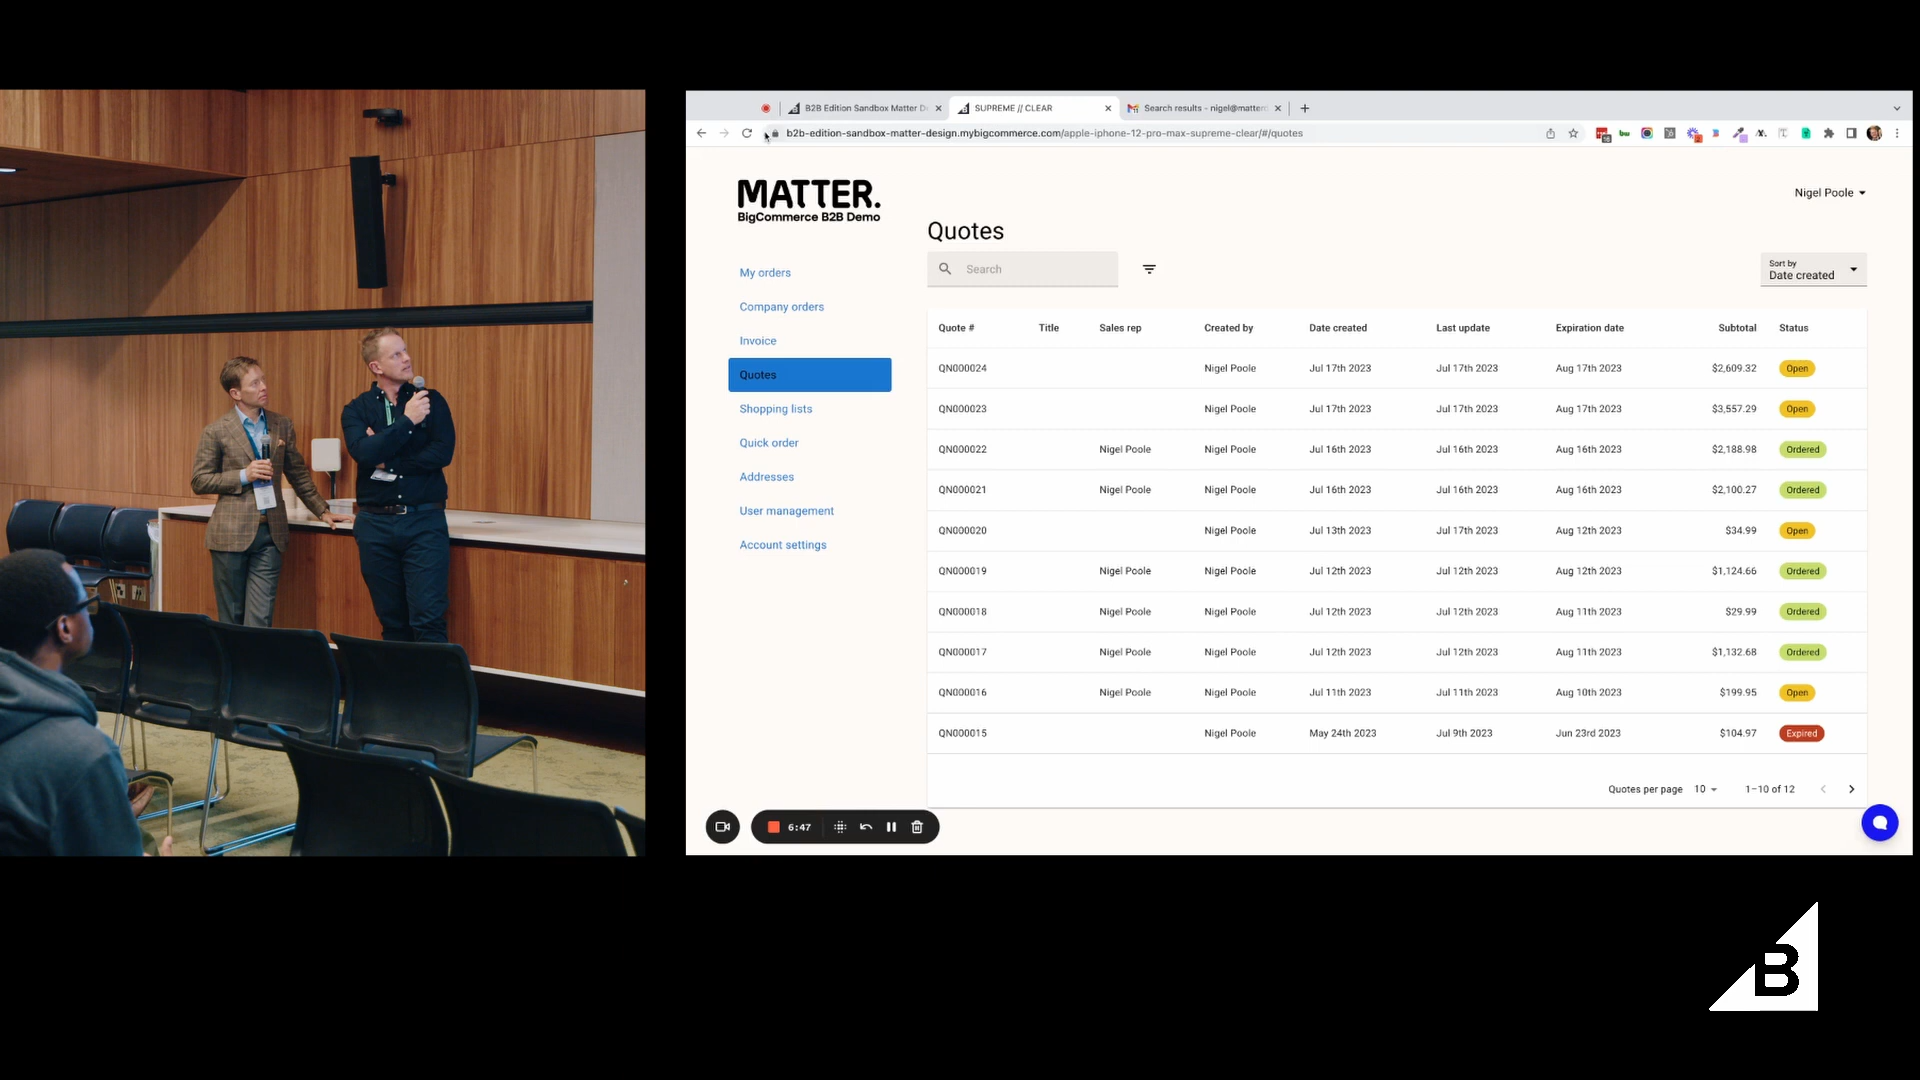 B2B Edition Sandbox Matter D
SUPREME // CLEAR
Search results - nigel@matter
b2b-edition-sandbox-matter-design.mybigcommerce.com/apple-iphone-12-pro-max-supreme-clear/#/quotes
MATTER.
BigCommerce B2B Demo
Nigel Poole
My orders
Company orders
Invoice
Quotes
Shopping lists
Quick order
Addresses
User management
Account settings
Quotes
Search
Sort by
Date created
Quote # Title Sales rep Created by Date created Last update Expiration date Subtotal Status
QN000024 Nigel Poole Jul 17th 2023 Jul 17th 2023 Aug 17th 2023 $2,609.32 Open
QN000023 Nigel Poole Jul 17th 2023 Jul 17th 2023 Aug 17th 2023 $3,557.29 Open
QN000022 Nigel Poole Nigel Poole Jul 16th 2023 Jul 16th 2023 Aug 16th 2023 $2,188.98 Ordered
QN000021 Nigel Poole Nigel Poole Jul 16th 2023 Jul 16th 2023 Aug 16th 2023 $2,100.27 Ordered
QN000020 Nigel Poole Jul 13th 2023 Jul 17th 2023 Aug 12th 2023 $34.99 Open
QN000019 Nigel Poole Nigel Poole Jul 12th 2023 Jul 12th 2023 Aug 12th 2023 $1,124.66 Ordered
QN000018 Nigel Poole Nigel Poole Jul 12th 2023 Jul 12th 2023 Aug 11th 2023 $29.99 Ordered
QN000017 Nigel Poole Nigel Poole Jul 12th 2023 Jul 12th 2023 Aug 11th 2023 $1,132.68 Ordered
QN000016 Nigel Poole Nigel Poole Jul 11th 2023 Jul 11th 2023 Aug 10th 2023 $199.95 Open
QN000015 Nigel Poole May 24th 2023 Jul 9th 2023 Jun 23rd 2023 $104.97 Expired
Quotes per page 10 1–10 of 12
6:47
B